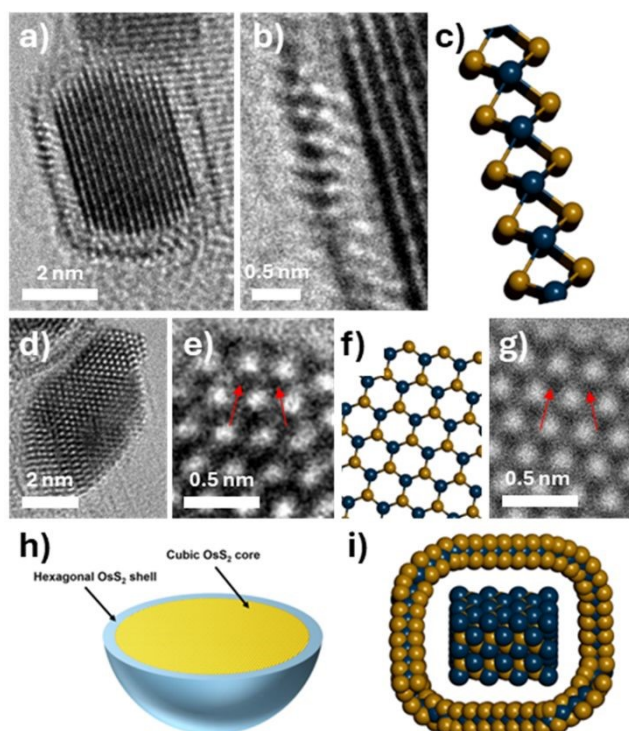 a)
b)
c)
2 nm
0.5 nm
d)
e)
f)
g)
2 nm
0.5 nm
0.5 nm
h)
i)
Cubic OsS₂ core
Hexagonal OsS₂ shell